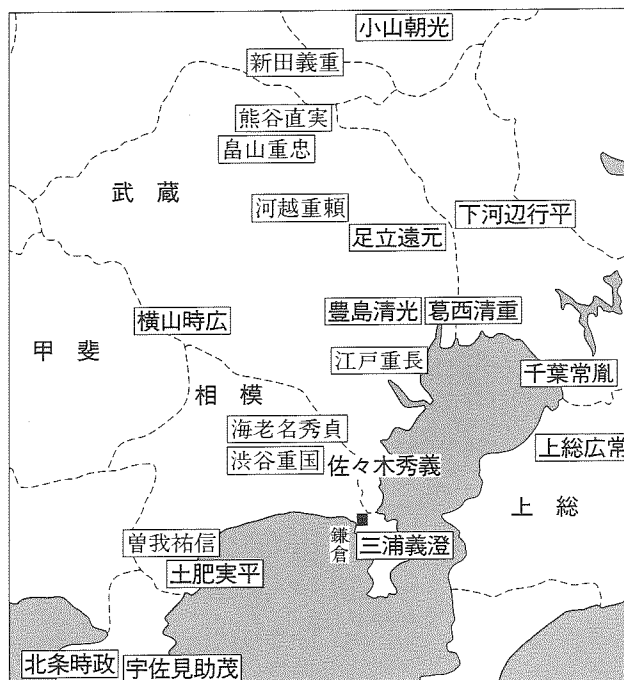 小山朝光
新田義重
熊谷直実
畠山重忠
武蔵
河越重頼
下河辺行平
足立遠元
横山時広
豊島清光
葛西清重
甲斐
江戸重長
千葉常胤
相模
海老名秀貞
上総広常
渋谷重国
佐々木秀義
上総
鎌倉
曽我祐信
三浦義澄
土肥実平
北条時政
宇佐見助茂